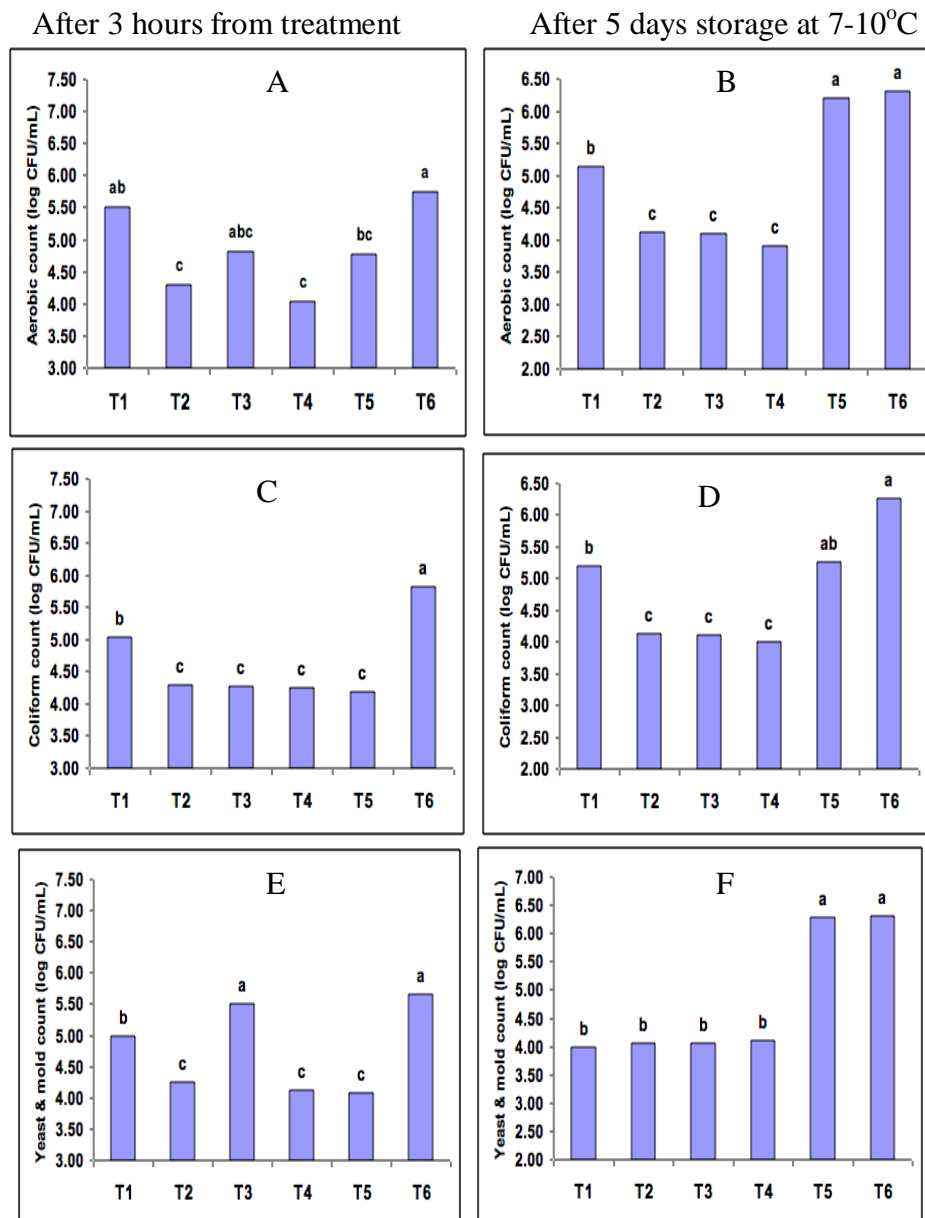 After 3 hours from treatment
After 5 days storage at 7-10°C
A
Aerobic count (log CFU/mL)
7.50
7.00
6.50
6.00
5.50
5.00
4.50
4.00
3.50
3.00
ab
c
abc
c
bc
a
T1 T2 T3 T4 T5 T6
B
Aerobic count (log CFU/mL)
6.50
6.00
5.50
5.00
4.50
4.00
3.50
3.00
2.50
2.00
b
c
c
c
a
a
T1 T2 T3 T4 T5 T6
C
Coliform count (log CFU/mL)
7.50
7.00
6.50
6.00
5.50
5.00
4.50
4.00
3.50
3.00
b
c
c
c
c
a
T1 T2 T3 T4 T5 T6
D
Coliform count (log CFU/mL)
6.50
6.00
5.50
5.00
4.50
4.00
3.50
3.00
2.50
2.00
b
c
c
c
ab
a
T1 T2 T3 T4 T5 T6
E
Yeast & mold count (log CFU/mL)
7.50
7.00
6.50
6.00
5.50
5.00
4.50
4.00
3.50
3.00
b
c
a
c
c
a
T1 T2 T3 T4 T5 T6
F
Yeast & mold count (log CFU/mL)
7.00
6.50
6.00
5.50
5.00
4.50
4.00
3.50
3.00
2.50
2.00
b
b
b
b
a
a
T1 T2 T3 T4 T5 T6